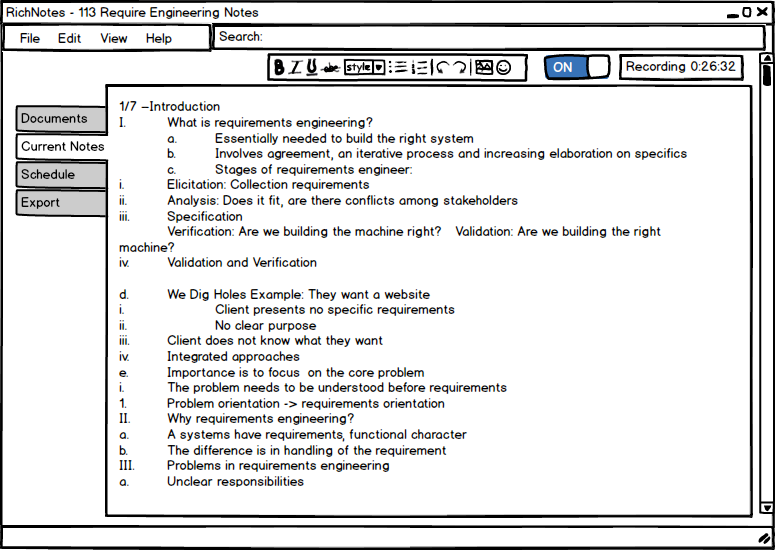 RichNotes - 113 Require Engineering Notes
File Edit View Help
Search:
B I U abc style ON Recording 0:26:32
Documents
Current Notes
Schedule
Export
1/7 –Introduction
I. What is requirements engineering?
a. Essentially needed to build the right system
b. Involves agreement, an iterative process and increasing elaboration on specifics
c. Stages of requirements engineer:
i. Elicitation: Collection requirements
ii. Analysis: Does it fit, are there conflicts among stakeholders
iii. Specification
Verification: Are we building the machine right? Validation: Are we building the right
machine?
iv. Validation and Verification
d. We Dig Holes Example: They want a website
i. Client presents no specific requirements
ii. No clear purpose
iii. Client does not know what they want
iv. Integrated approaches
e. Importance is to focus on the core problem
i. The problem needs to be understood before requirements
1. Problem orientation -> requirements orientation
II. Why requirements engineering?
a. A systems have requirements, functional character
b. The difference is in handling of the requirement
III. Problems in requirements engineering
a. Unclear responsibilities